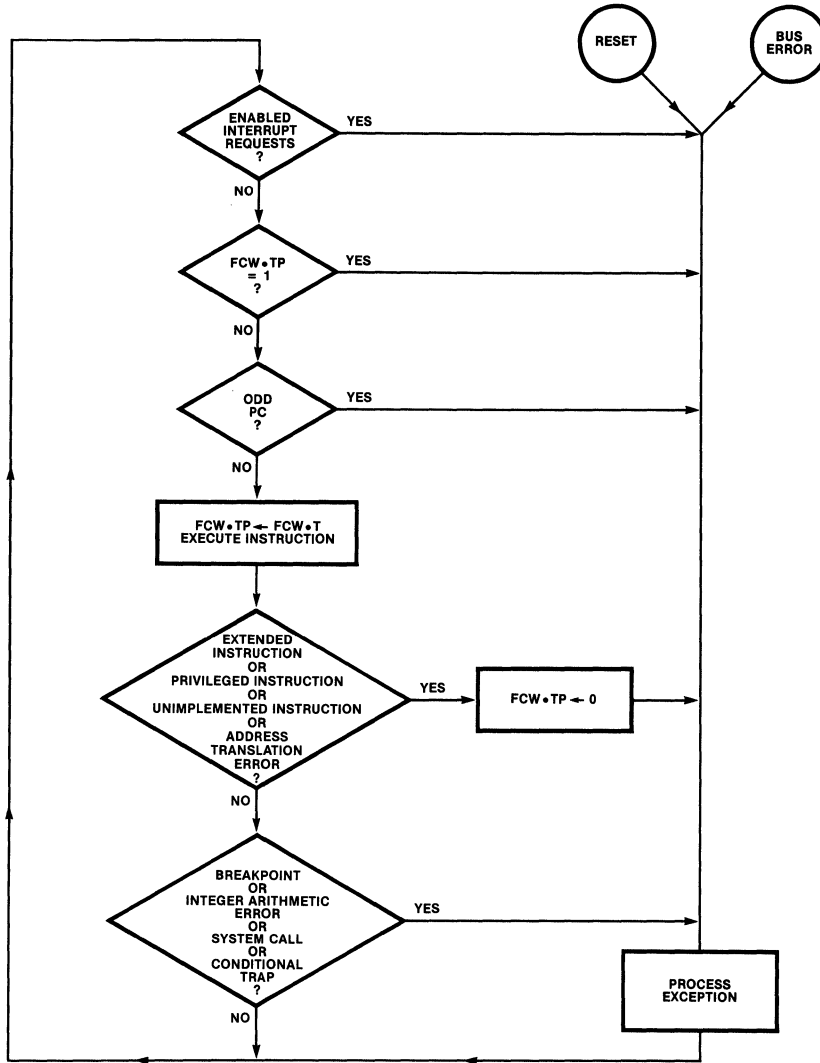 RESET
BUS
ERROR
ENABLED
INTERRUPT
REQUESTS
?
YES
NO
FCW•TP
= 1
?
YES
NO
ODD
PC
?
YES
NO
FCW•TP ← FCW•T
EXECUTE INSTRUCTION
EXTENDED
INSTRUCTION
OR
PRIVILEGED INSTRUCTION
OR
UNIMPLEMENTED INSTRUCTION
OR
ADDRESS
TRANSLATION
ERROR
?
YES
FCW•TP ← 0
NO
BREAKPOINT
OR
INTEGER ARITHMETIC
ERROR
OR
SYSTEM CALL
OR
CONDITIONAL
TRAP
?
YES
NO
PROCESS
EXCEPTION